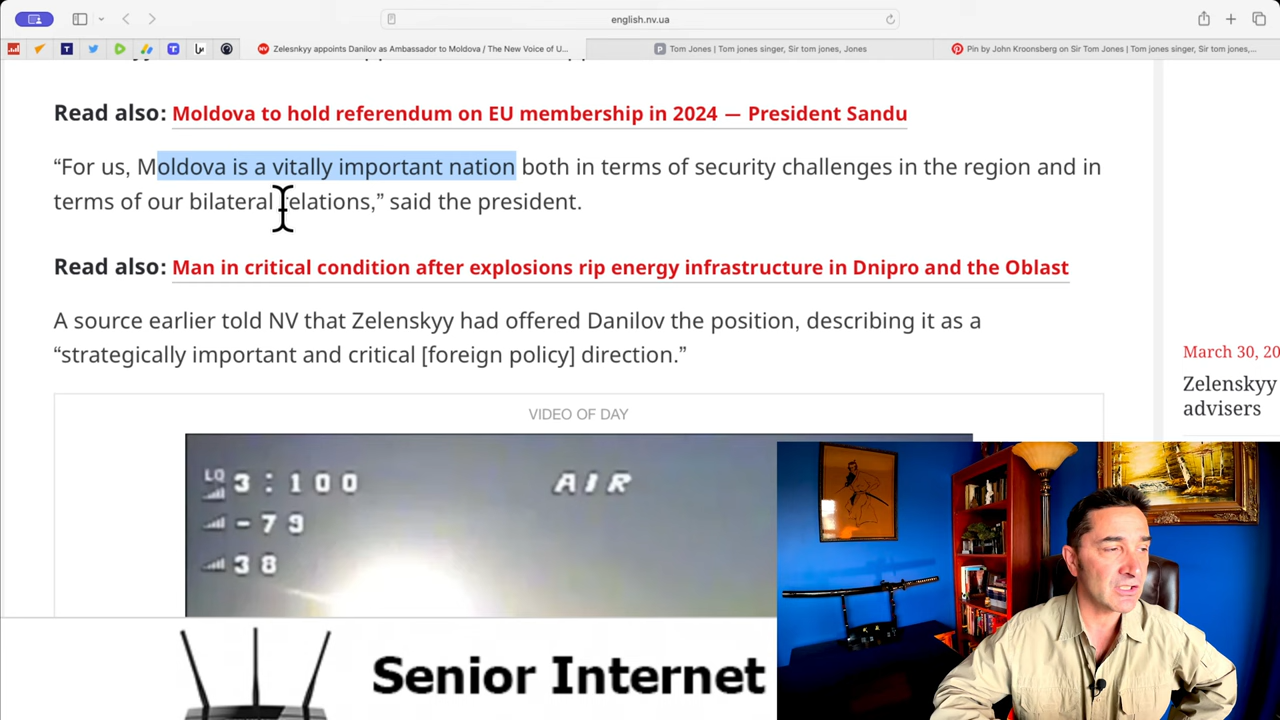 english.nv.ua
Zelesnkyy appoints Danilov as Ambassador to Moldova / The New Voice of U...
Tom Jones | Tom jones singer, Sir tom jones, Jones
Pin by John Kroonsberg on Sir Tom Jones | Tom jones singer, Sir tom jones,...
Read also: Moldova to hold referendum on EU membership in 2024 — President Sandu
“For us, Moldova is a vitally important nation both in terms of security challenges in the region and in
terms of our bilateral relations,” said the president.
Read also: Man in critical condition after explosions rip energy infrastructure in Dnipro and the Oblast
A source earlier told NV that Zelenskyy had offered Danilov the position, describing it as a
“strategically important and critical [foreign policy] direction.”
March 30, 20
Zelenskyy
advisers
VIDEO OF DAY
LQ 3:100
AIR
-79
38
Senior Internet